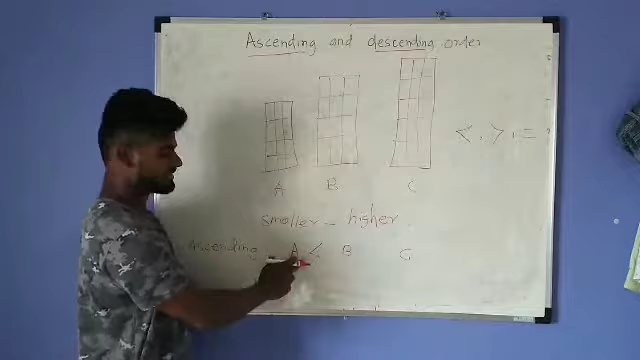 Ascending and descending order
< , > , =
A B C
smaller - higher
Ascending A < B C